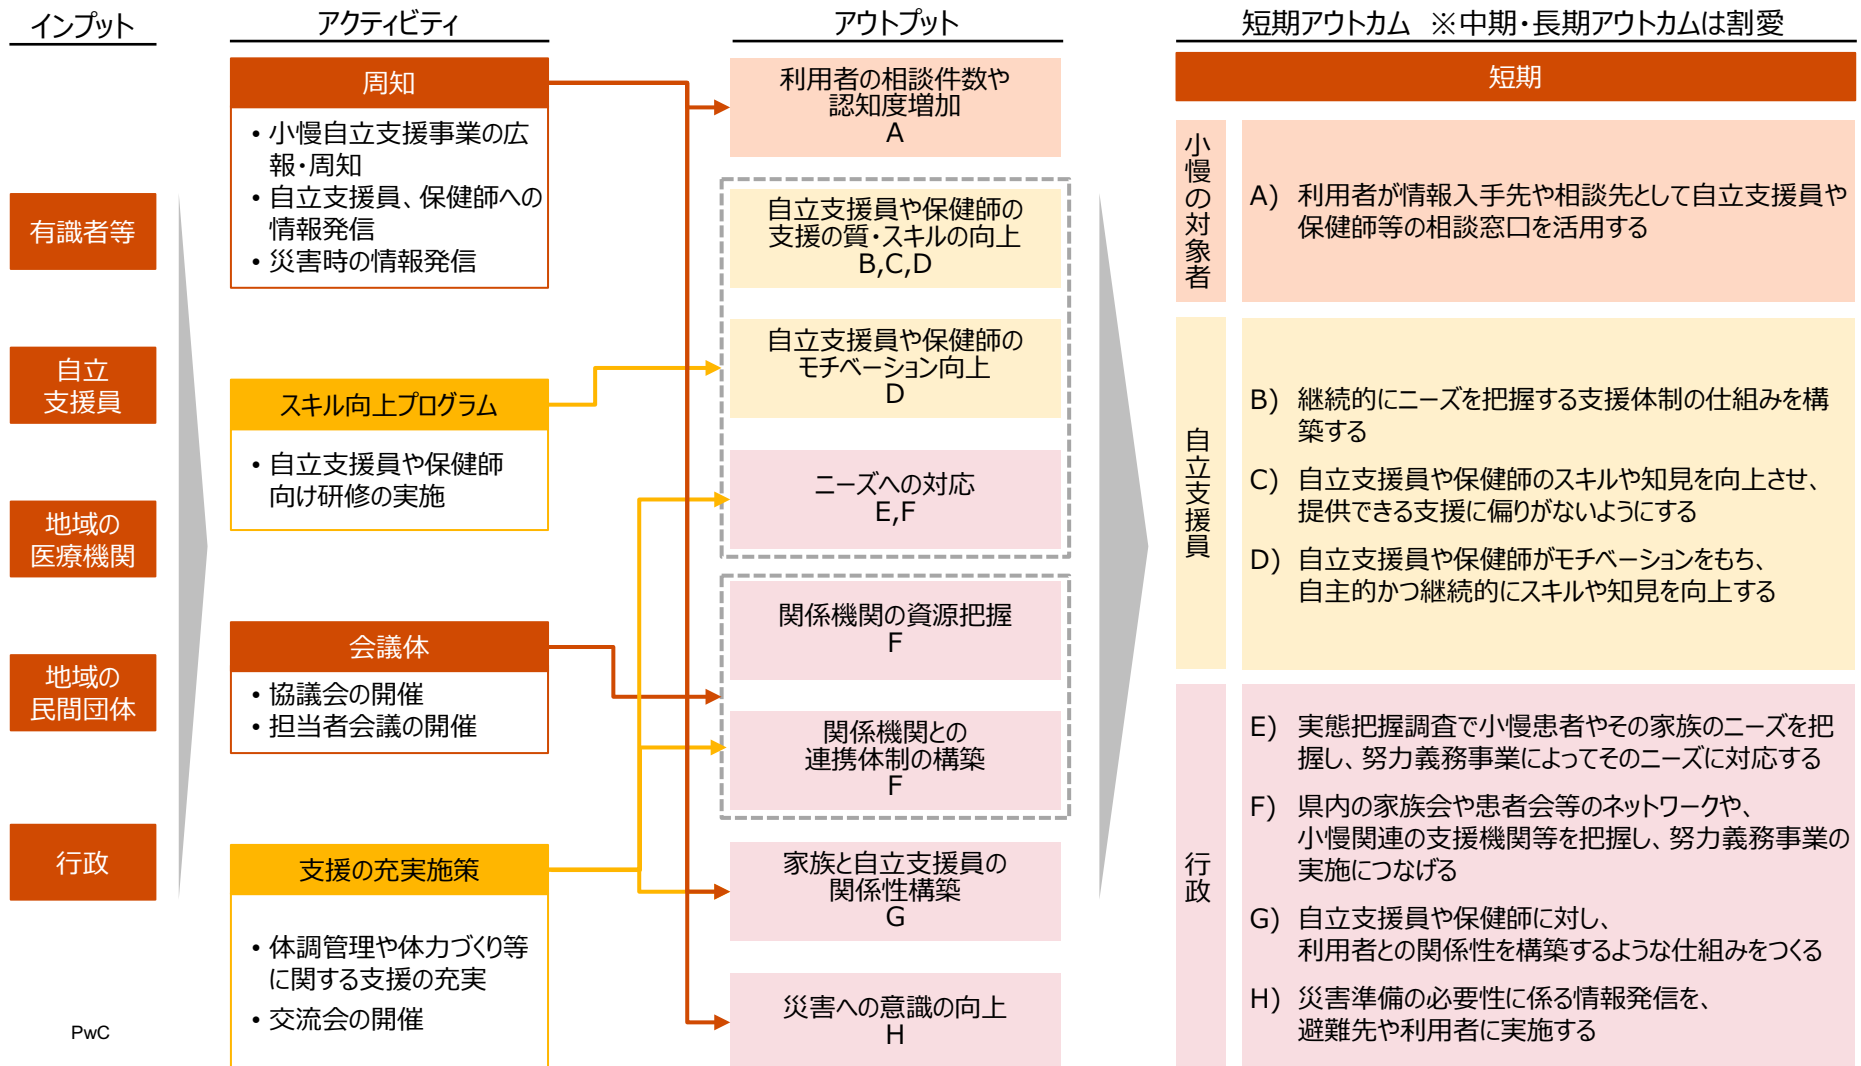 インプット
有識者等
自立
支援員
地域の
医療機関
地域の
民間団体
行政
PwC
アクティビティ
周知
• 小慢自立支援事業の広
報・周知
• 自立支援員、保健師への
情報発信
• 災害時の情報発信
スキル向上プログラム
• 自立支援員や保健師
向け研修の実施
会議体
• 協議会の開催
• 担当者会議の開催
支援の充実施策
• 体調管理や体力づくり等
に関する支援の充実
• 交流会の開催
アウトプット
利用者の相談件数や
認知度増加
A
自立支援員や保健師の
支援の質・スキルの向上
B,C,D
自立支援員や保健師の
モチベーション向上
D
ニーズへの対応
E,F
関係機関の資源把握
F
関係機関との
連携体制の構築
F
家族と自立支援員の
関係性構築
G
災害への意識の向上
H
短期アウトカム ※中期・長期アウトカムは割愛
短期
小慢の対象者
A) 利用者が情報入手先や相談先として自立支援員や
保健師等の相談窓口を活用する
自立支援員
B) 継続的にニーズを把握する支援体制の仕組みを構
築する
C) 自立支援員や保健師のスキルや知見を向上させ、
提供できる支援に偏りがないようにする
D) 自立支援員や保健師がモチベーションをもち、
自主的かつ継続的にスキルや知見を向上する
行政
E) 実態把握調査で小慢患者やその家族のニーズを把
握し、努力義務事業によってそのニーズに対応する
F) 県内の家族会や患者会等のネットワークや、
小慢関連の支援機関等を把握し、努力義務事業の
実施につなげる
G) 自立支援員や保健師に対し、
利用者との関係性を構築するような仕組みをつくる
H) 災害準備の必要性に係る情報発信を、
避難先や利用者に実施する